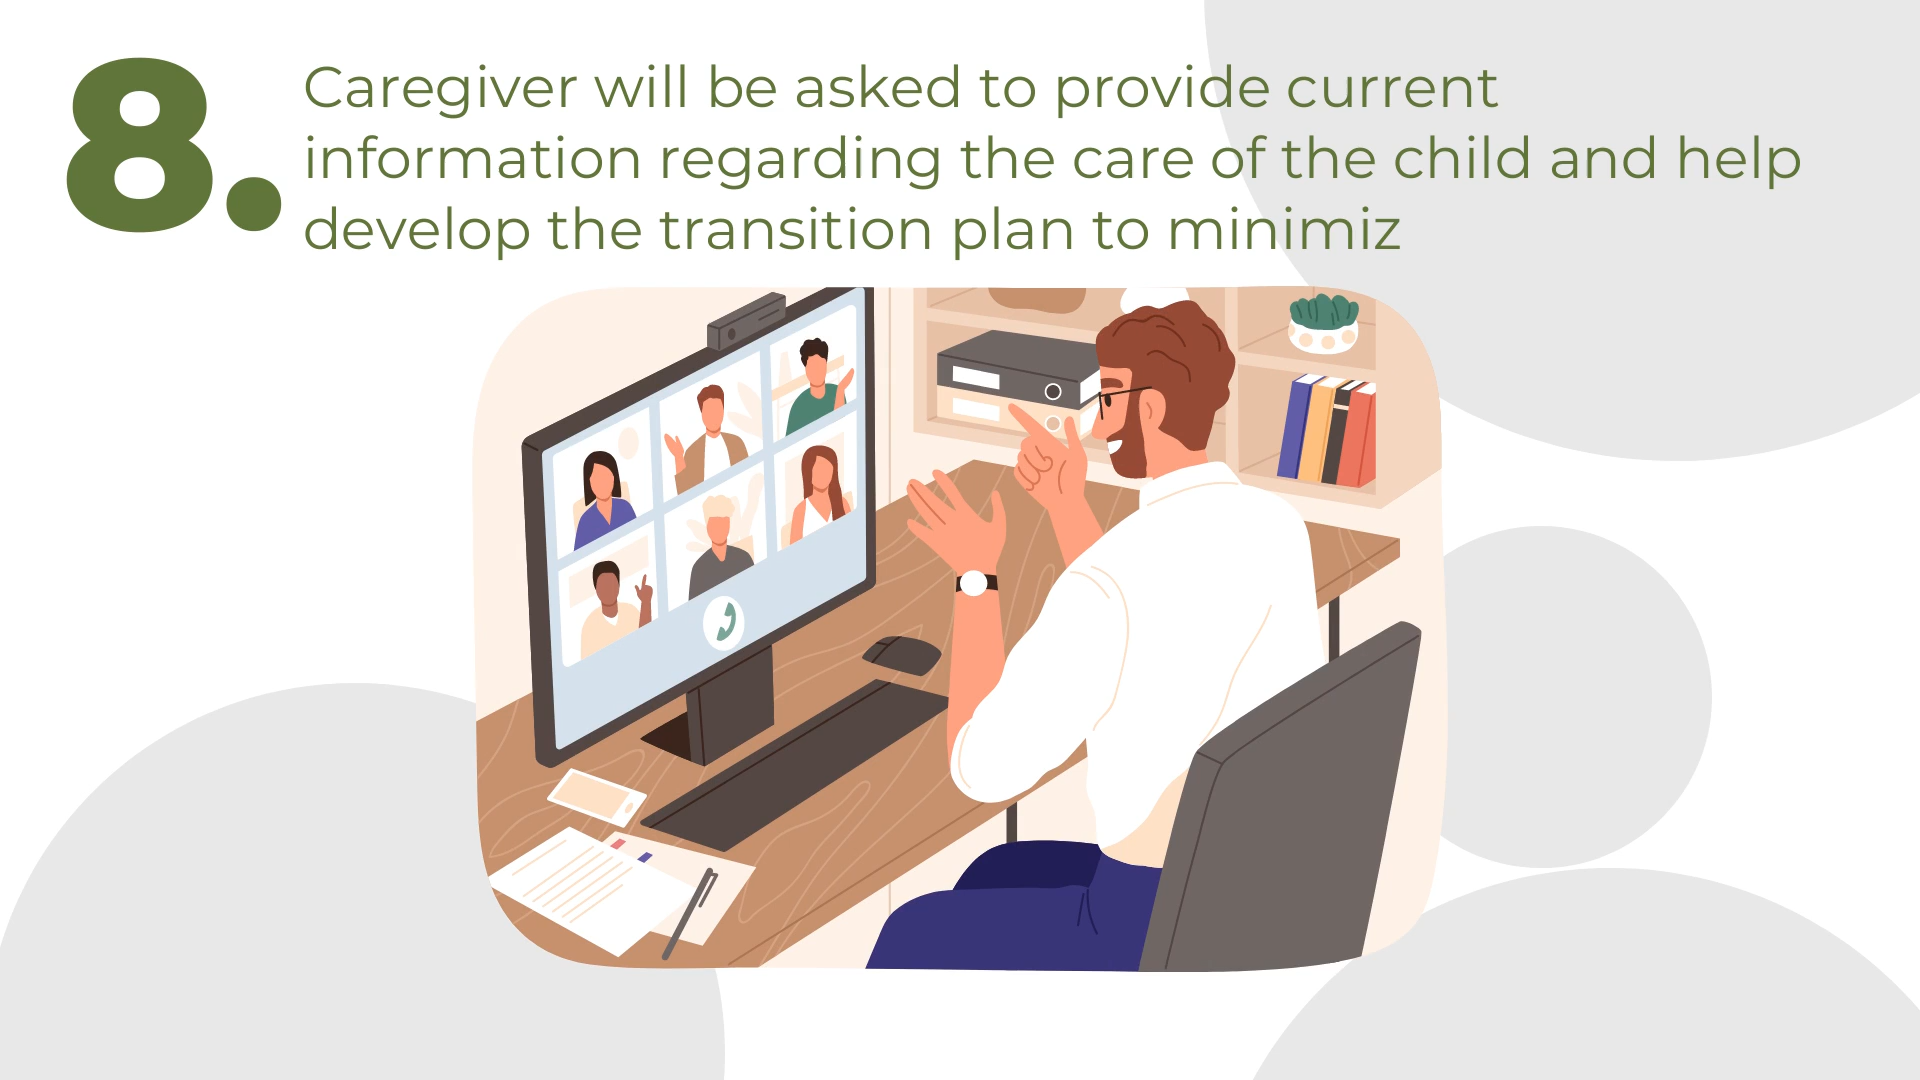 8. Caregiver will be asked to provide current
information regarding the care of the child and help
develop the transition plan to minimiz